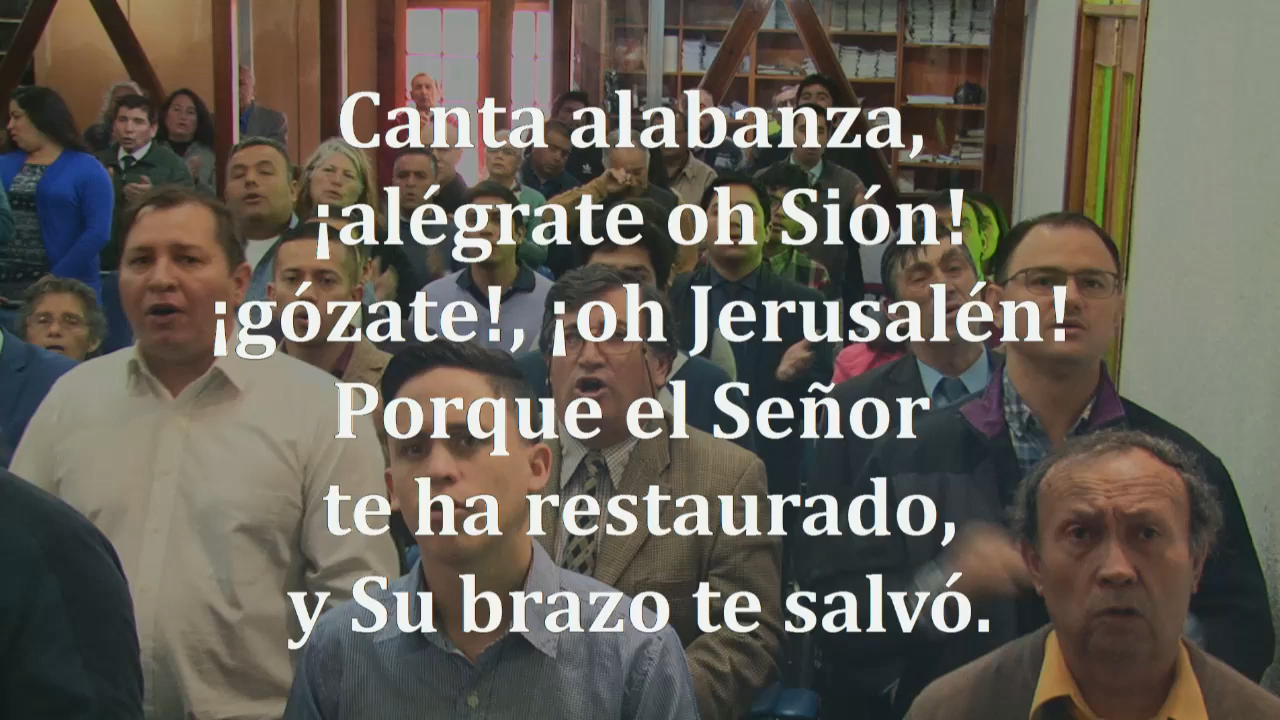 Canta alabanza,
¡alégrate oh Sión!
¡gózate!, ¡oh Jerusalén!
Porque el Señor
te ha restaurado,
y Su brazo te salvó.